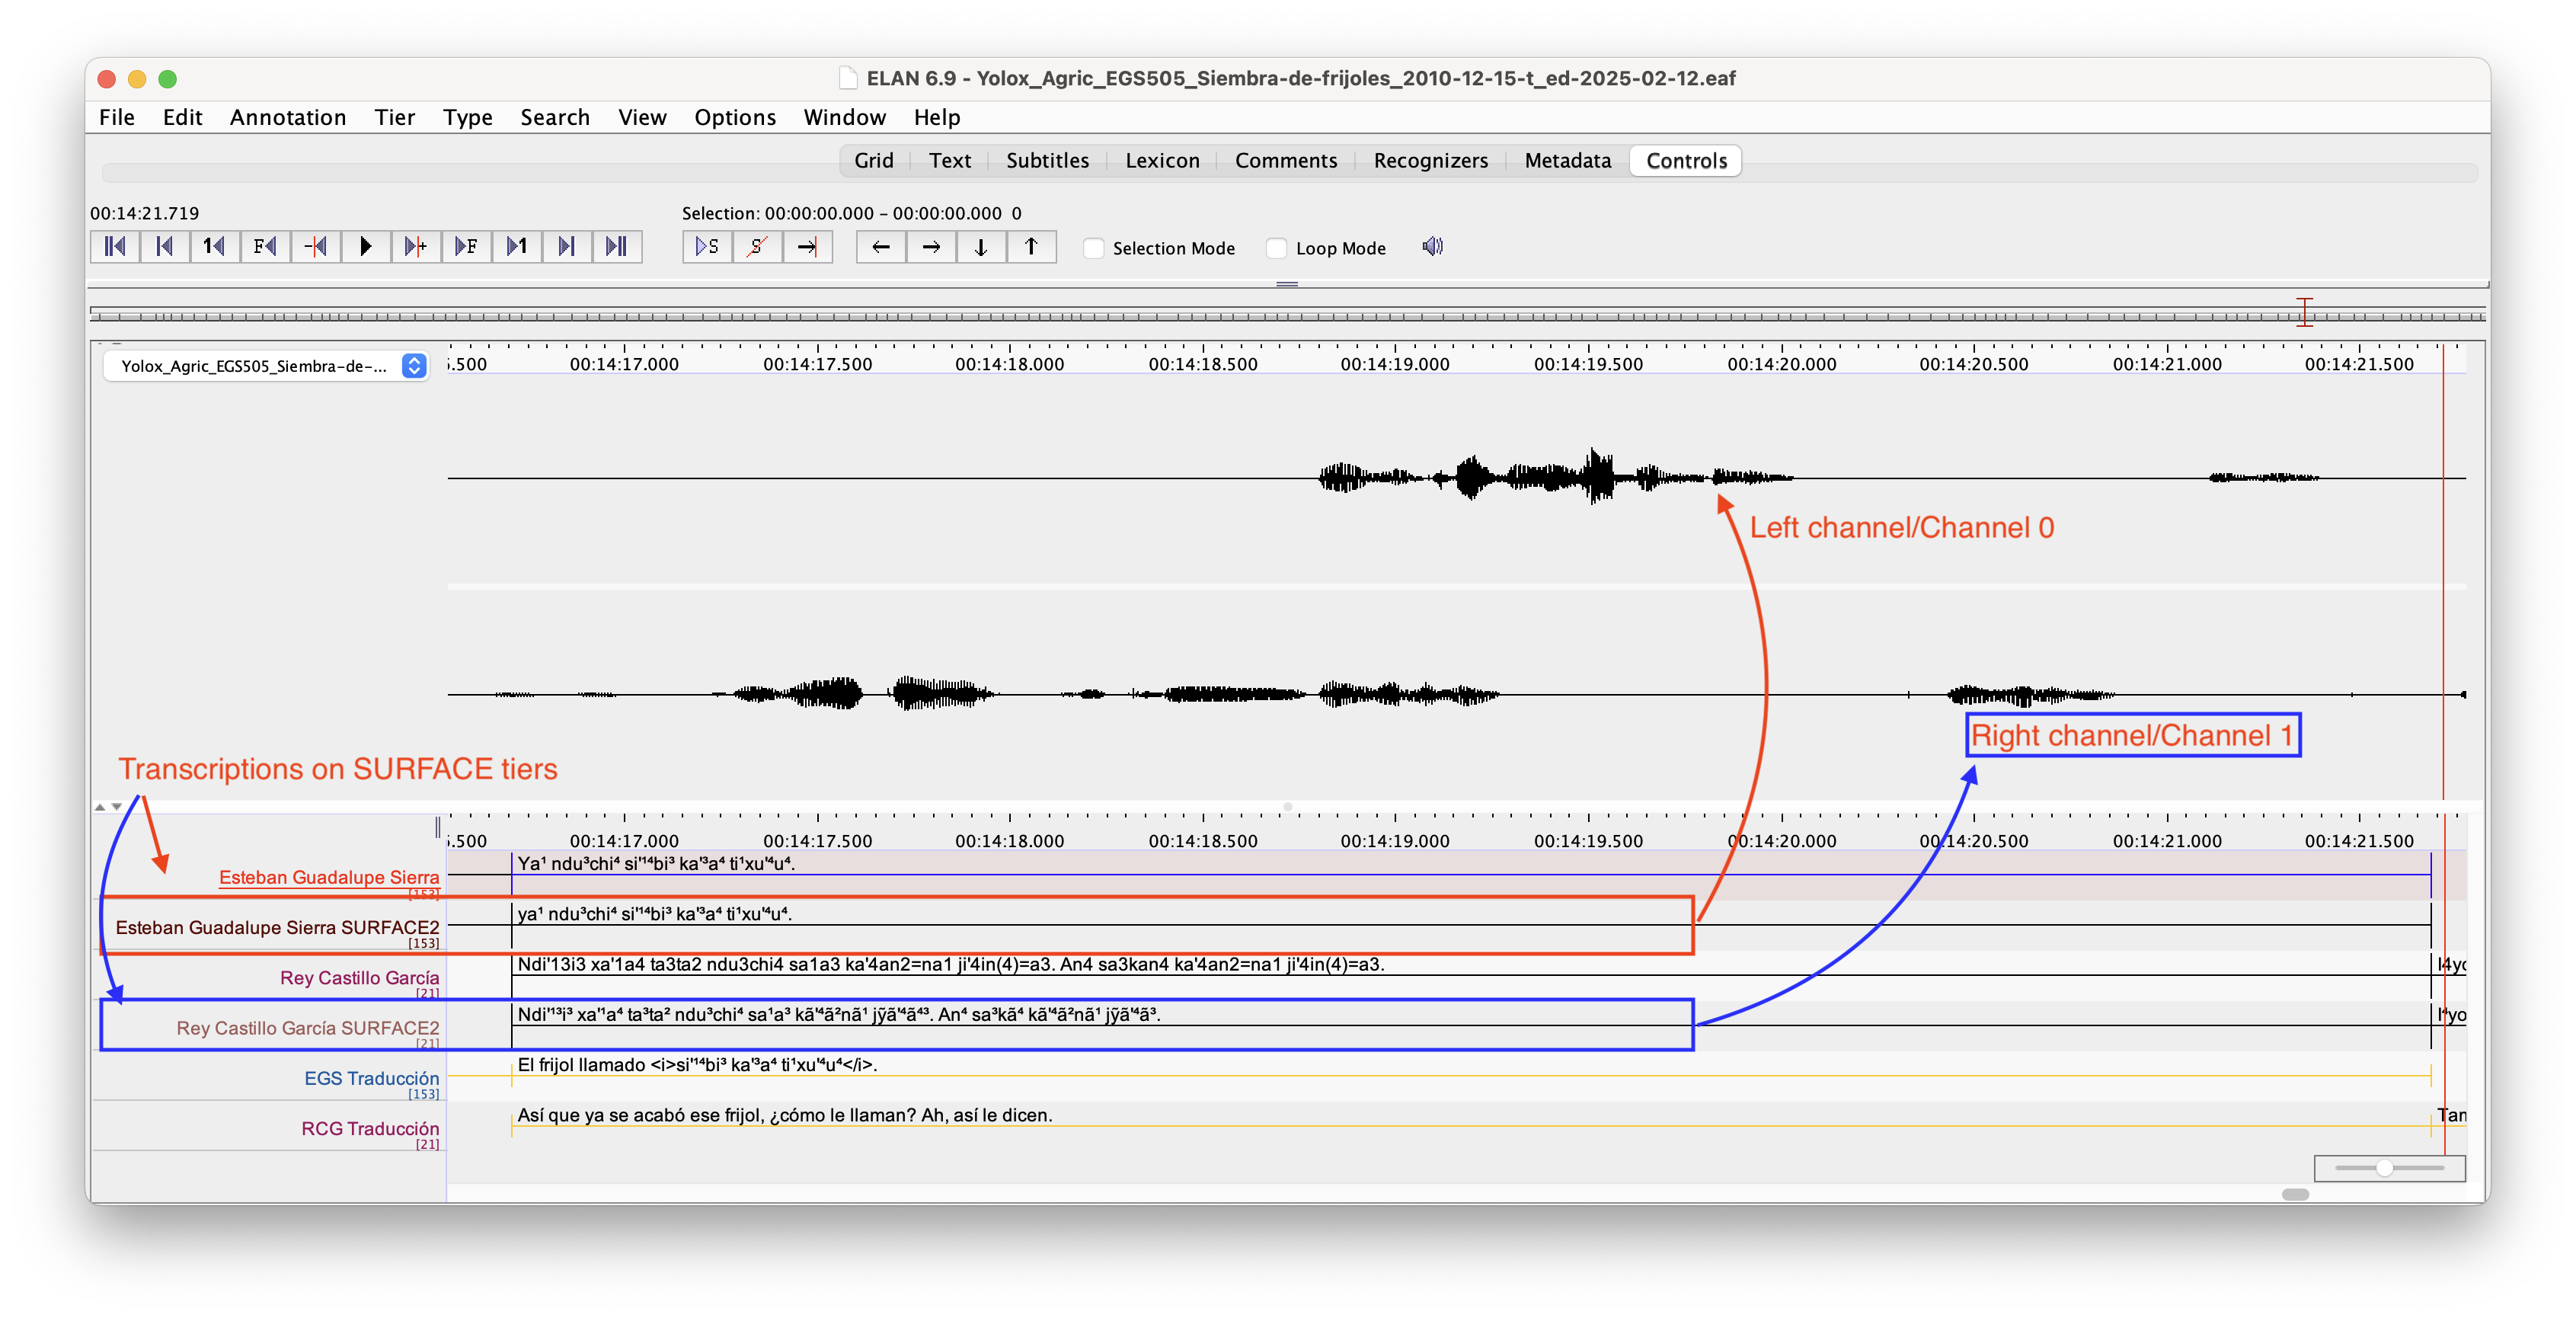 ELAN 6.9 - Yolox_Agric_EGS505_Siembra-de-frijoles_2010-12-15-t_ed-2025-02-12.eaf
File Edit Annotation Tier Type Search View Options Window Help
Grid Text Subtitles Lexicon Comments Recognizers Metadata Controls
00:14:21.719
Selection: 00:00:00.000 – 00:00:00.000 0
1 F -| + F 1 S S Selection Mode Loop Mode
Yolox_Agric_EGS505_Siembra-de-...
5.500 00:14:17.000 00:14:17.500 00:14:18.000 00:14:18.500 00:14:19.000 00:14:19.500 00:14:20.000 00:14:20.500 00:14:21.000 00:14:21.500
Left channel/Channel 0
Right channel/Channel 1
Transcriptions on SURFACE tiers
5.500 00:14:17.000 00:14:17.500 00:14:18.000 00:14:18.500 00:14:19.000 00:14:19.500 00:14:20.000 00:14:20.500 00:14:21.000 00:14:21.500
Esteban Guadalupe Sierra
[153]
Ya¹ ndu³chi⁴ si'¹⁴bi³ ka'³a⁴ ti¹xu'⁴u⁴.
Esteban Guadalupe Sierra SURFACE2
[153]
ya¹ ndu³chi⁴ si'¹⁴bi³ ka'³a⁴ ti¹xu'⁴u⁴.
Rey Castillo García
[21]
Ndi'13i3 xa'1a4 ta3ta2 ndu3chi4 sa1a3 ka'4an2=na1 ji'4in(4)=a3. An4 sa3kan4 ka'4an2=na1 ji'4in(4)=a3.
I4yo
Rey Castillo García SURFACE2
[21]
Ndi'¹³i³ xa'¹a⁴ ta³ta² ndu³chi⁴ sa¹a³ kã'⁴ã²nã¹ jỹã'⁴ã⁴³. An⁴ sa³kã⁴ kã'⁴ã²nã¹ jỹã'⁴ã³.
I⁴yo
EGS Traducción
[153]
El frijol llamado <i>si'¹⁴bi³ ka'³a⁴ ti¹xu'⁴u⁴</i>.
RCG Traducción
[21]
Así que ya se acabó ese frijol, ¿cómo le llaman? Ah, así le dicen.
Tan